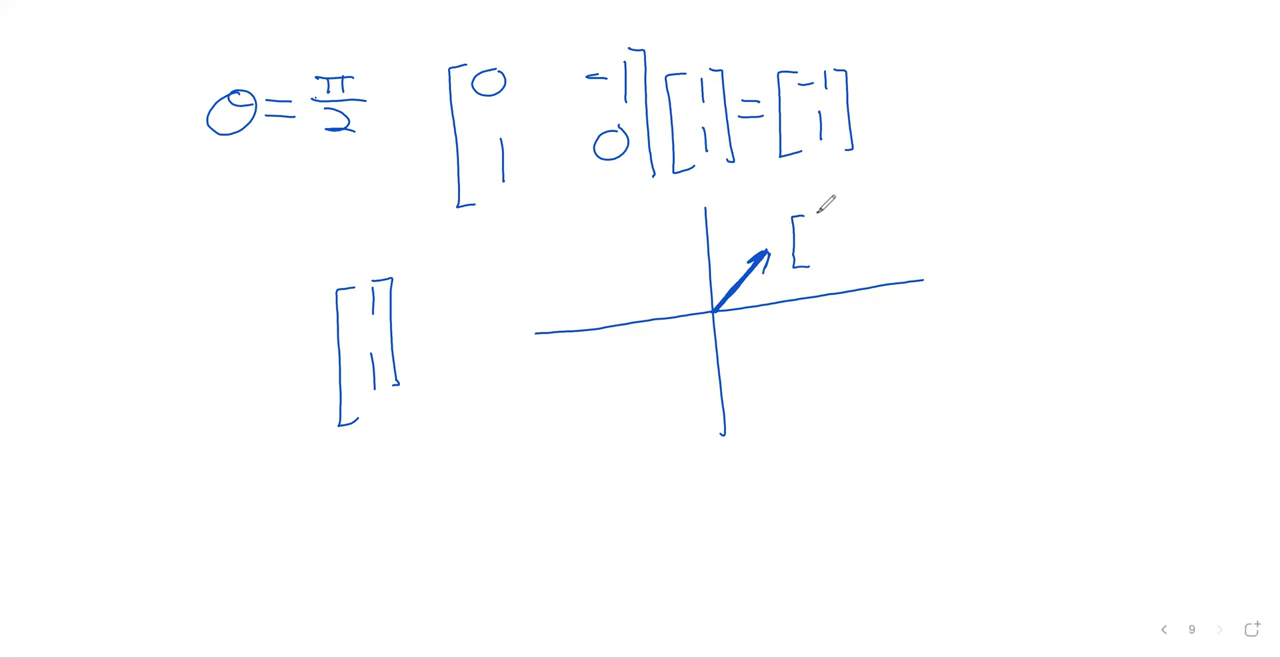 θ = π/2 [0 -1; 1 0] [1; 1] = [-1; 1]
[
[1; 1]
9